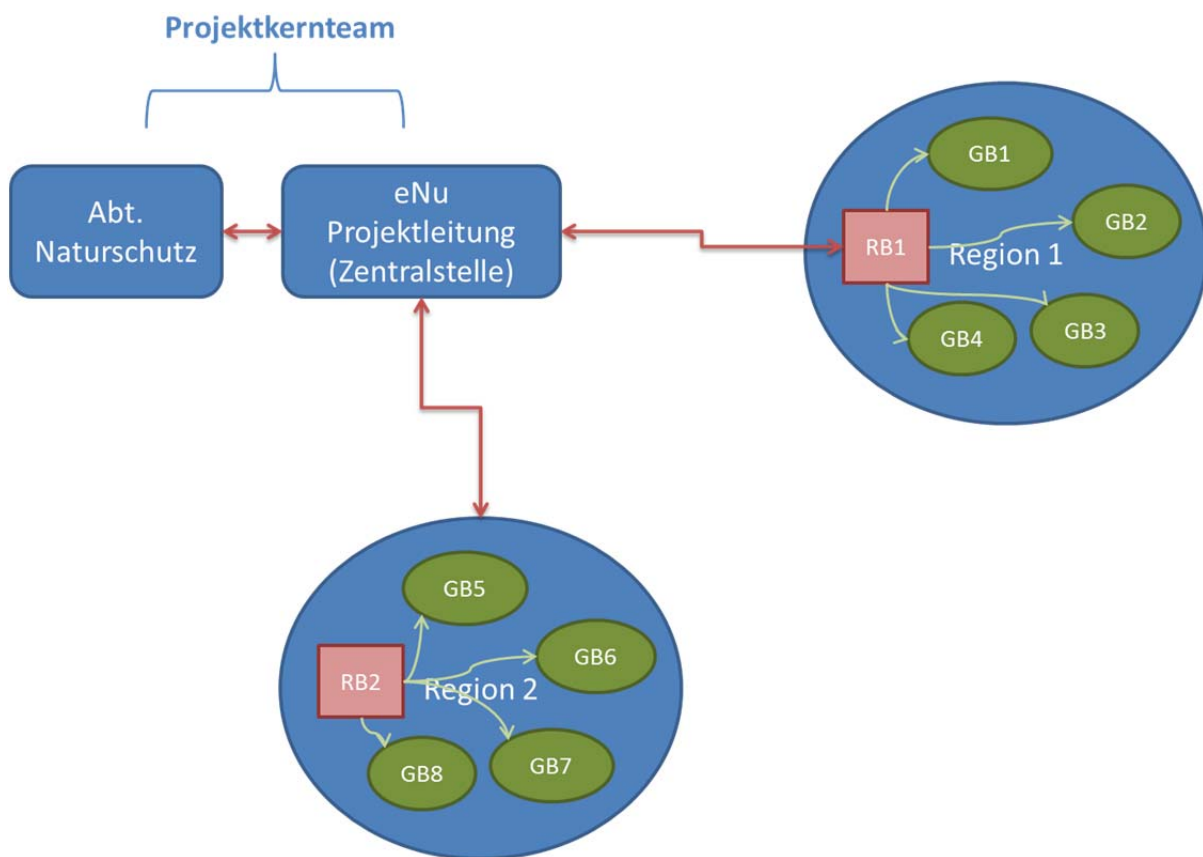 Projektkernteam
Abt.
Naturschutz
eNu
Projektleitung
(Zentralstelle)
GB1
GB2
RB1
Region 1
GB3
GB4
GB5
GB6
RB2
Region 2
GB7
GB8